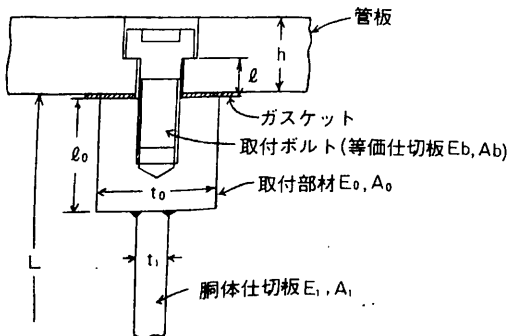 管板
h
ℓ
ガスケット
取付ボルト(等価仕切板Eb,Ab)
ℓ₀
取付部材E₀,A₀
t₀
L
t₁
胴体仕切板E₁,A₁